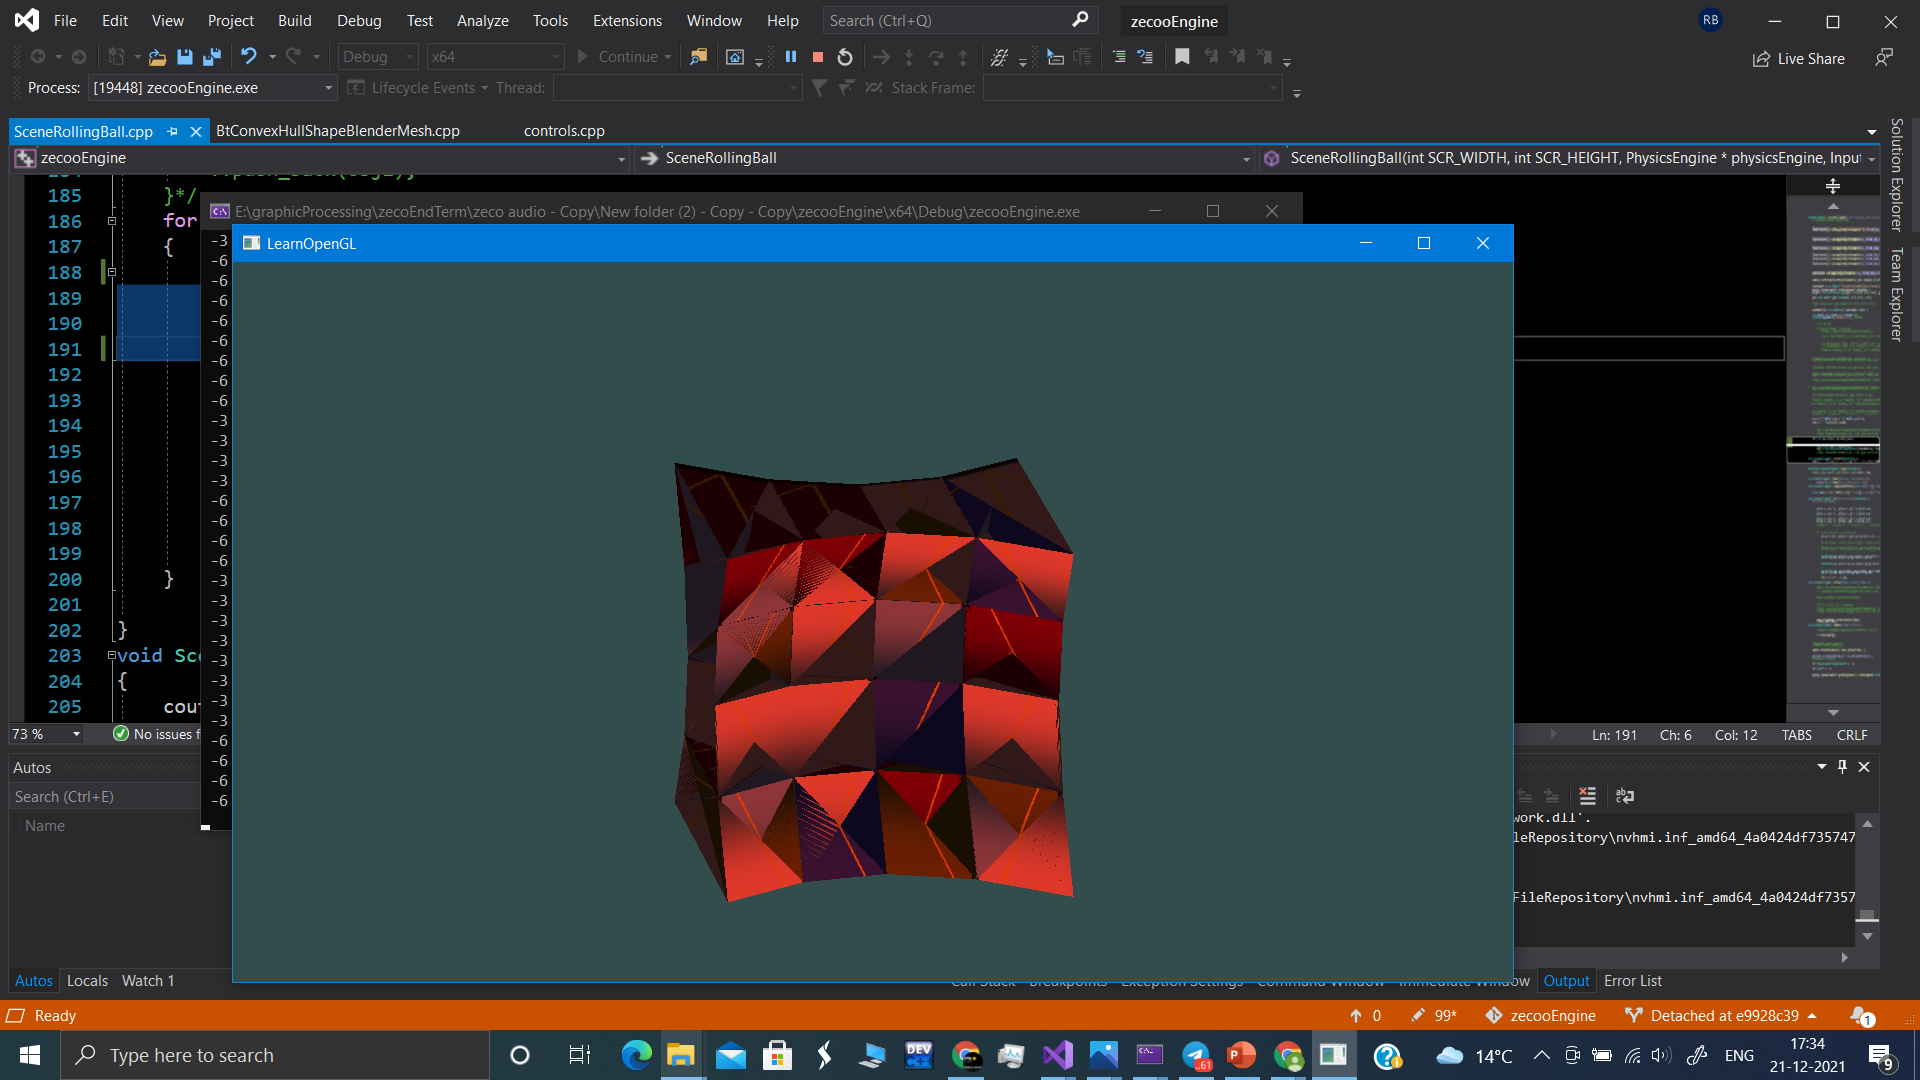 File Edit View Project Build Debug Test Analyze Tools Extensions Window Help Search (Ctrl+Q) zecooEngine RB
Debug x64 Continue Live Share
Process: [19448] zecooEngine.exe Lifecycle Events Thread: Stack Frame:
SceneRollingBall.cpp BtConvexHullShapeBlenderMesh.cpp controls.cpp
zecooEngine SceneRollingBall SceneRollingBall(int SCR_WIDTH, int SCR_HEIGHT, PhysicsEngine * physicsEngine, Input
Solution Explorer
Team Explorer
185 }*/
186 for
187 {
188
189
190
191
192
193
194
195
196
197
198
199
200 }
201
202 }
203 void Sce
204 {
205 cou
E:\graphicProcessing\zecoEndTerm\zeco audio - Copy\New folder (2) - Copy - Copy\zecooEngine\x64\Debug\zecooEngine.exe
LearnOpenGL
-3
-6
-6
-6
-6
-6
-6
-6
-6
-3
-3
-3
-3
-6
-6
-6
-6
-3
-3
-3
-3
-3
-3
-3
-3
-6
-6
-6
-6
73 % No issues f Ln: 191 Ch: 6 Col: 12 TABS CRLF
Autos
Search (Ctrl+E)
Name
work.dll'.
leRepository\nvhmi.inf_amd64_4a0424df735747
FileRepository\nvhmi.inf_amd64_4a0424df7357
Autos Locals Watch 1 Call Stack Breakpoints Exception Settings Command Window Immediate Window Output Error List
Ready 0 99* zecooEngine Detached at e9928c39 1
Type here to search DEV C++ 61 14°C ENG 17:34
21-12-2021 9